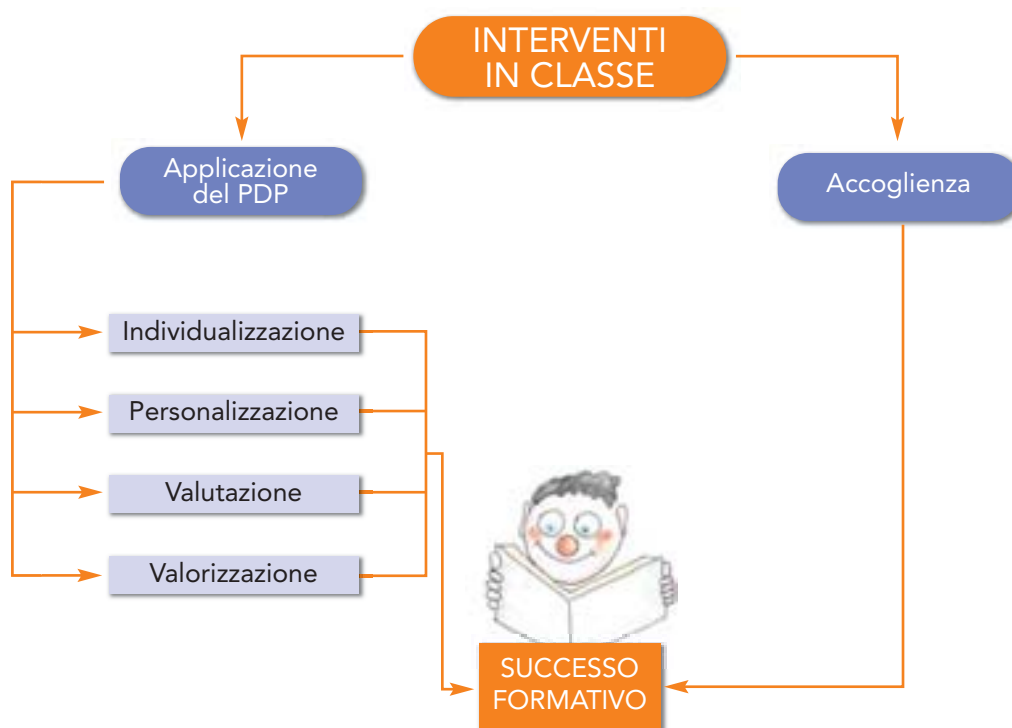 INTERVENTI
IN CLASSE
Applicazione
del PDP
Accoglienza
Individualizzazione
Personalizzazione
Valutazione
Valorizzazione
SUCCESSO
FORMATIVO